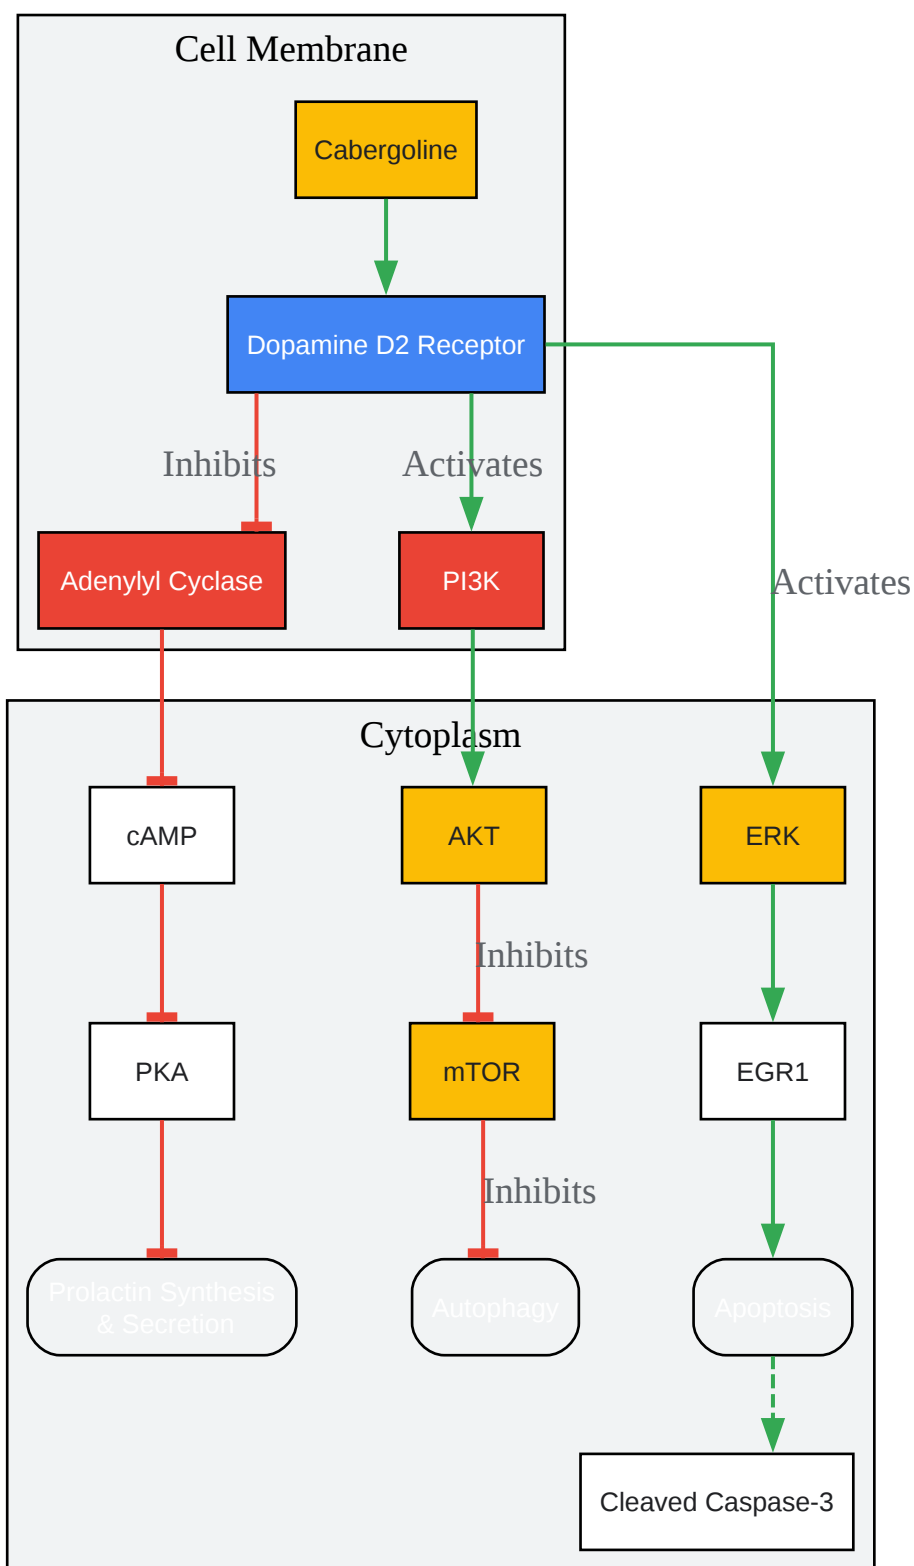 Cell Membrane
Cabergoline
Dopamine D2 Receptor
Inhibits
Activates
Adenylyl Cyclase
PI3K
Activates
Cytoplasm
cAMP
AKT
ERK
Inhibits
PKA
mTOR
EGR1
Inhibits
Prolactin Synthesis
& Secretion
Autophagy
Apoptosis
Cleaved Caspase-3